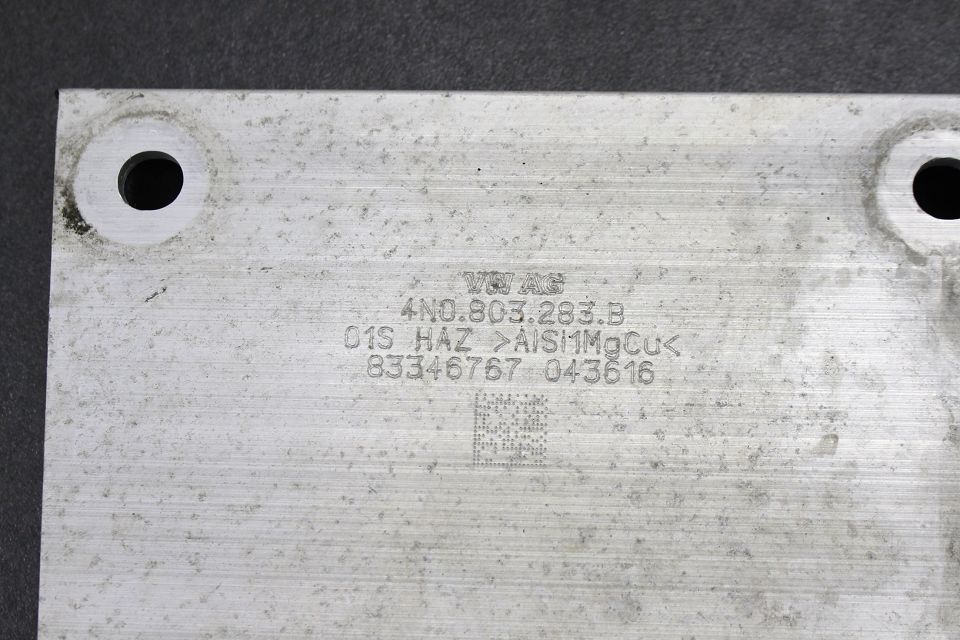 VW AG
4N0.803.283.B
01S HAZ >AlSi1MgCu<
83346767 043616